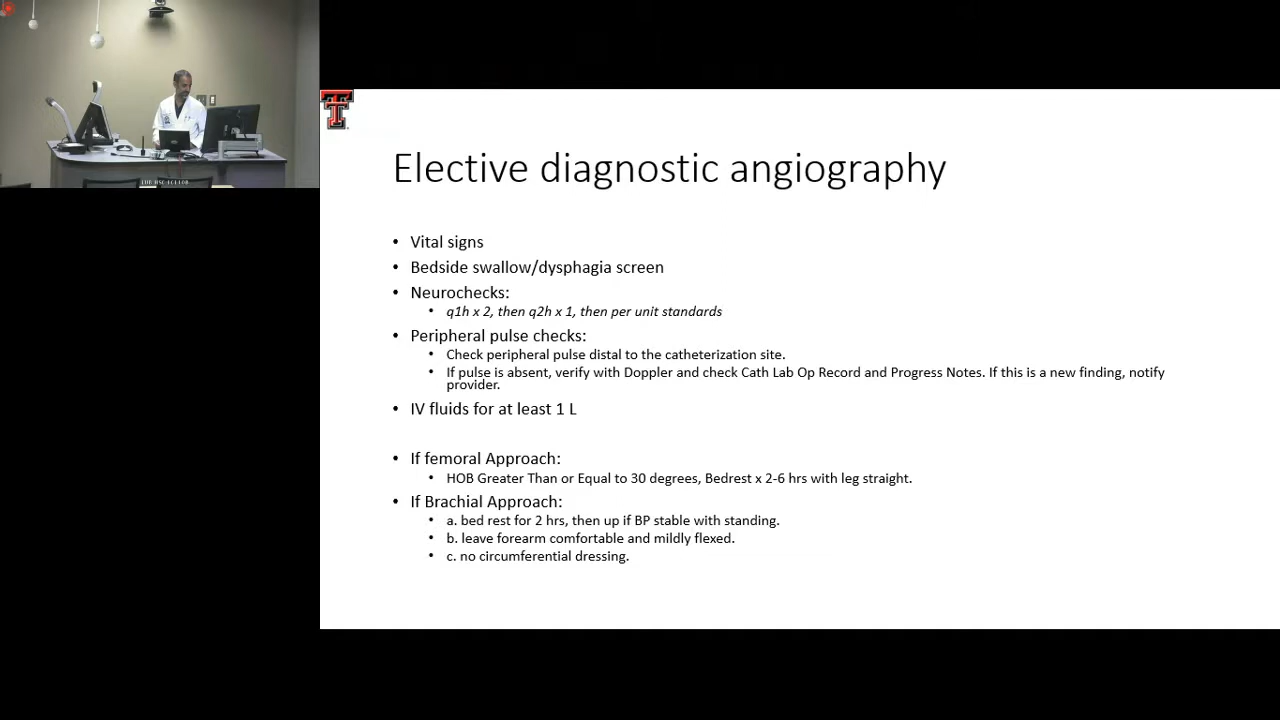 Elective diagnostic angiography
• Vital signs
• Bedside swallow/dysphagia screen
• Neurochecks:
• q1h x 2, then q2h x 1, then per unit standards
• Peripheral pulse checks:
• Check peripheral pulse distal to the catheterization site.
• If pulse is absent, verify with Doppler and check Cath Lab Op Record and Progress Notes. If this is a new finding, notify
provider.
• IV fluids for at least 1 L
• If femoral Approach:
• HOB Greater Than or Equal to 30 degrees, Bedrest x 2-6 hrs with leg straight.
• If Brachial Approach:
• a. bed rest for 2 hrs, then up if BP stable with standing.
• b. leave forearm comfortable and mildly flexed.
• c. no circumferential dressing.